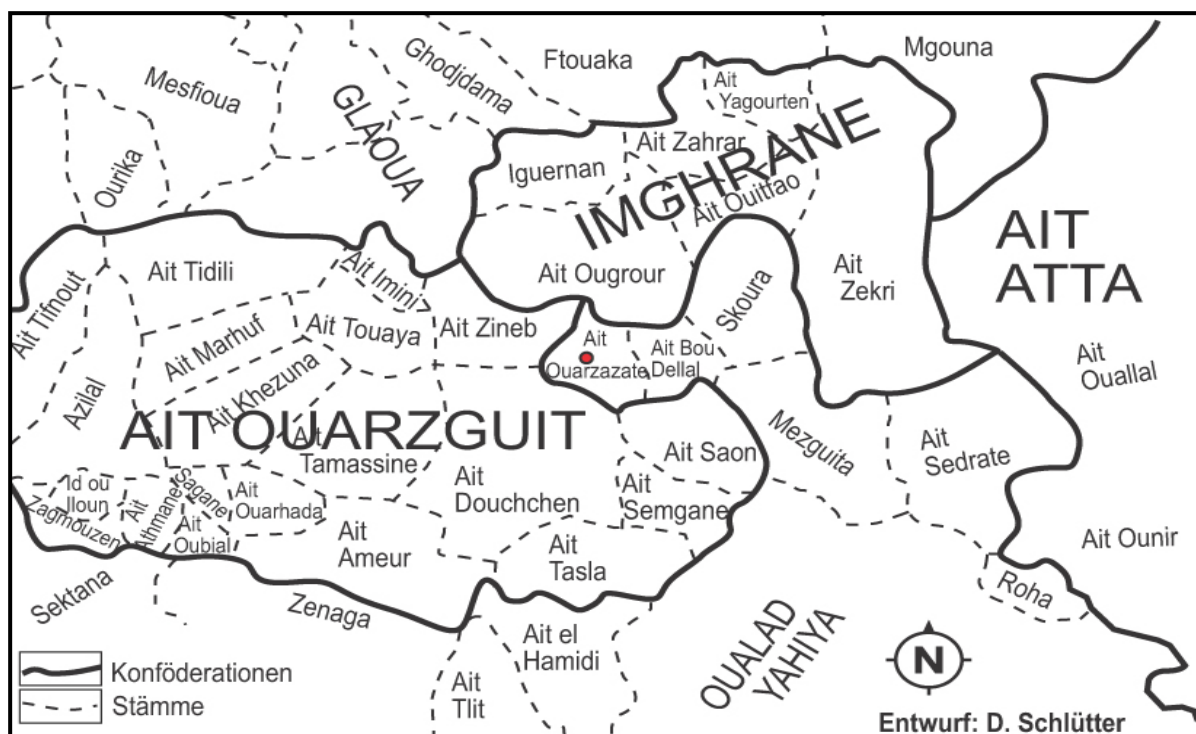 Mesfioua
Ghodjdama
Ftouaka
Mgouna
GLAOUA
Ait
Yagourten
Ourika
Iguernan
Ait Zahrar
IMGHRANE
Ait Ouitfao
AIT
ATTA
Ait Tifnout
Ait Tidili
Ait Imini
Ait Ougrour
Ait
Zekri
Skoura
Ait Marhuf
Ait Touaya
Ait Zineb
Ait
Ouarzazate
Ait Bou
Dellal
Ait
Ouallal
Azilal
Ait Khezuna
AIT OUARZGUIT
Ait
Tamassine
Ait Saon
Mezguita
Ait
Sedrate
Id ou
Iloun
Zagmouzen
Ait
Athmane
Sagane
Ait
Oubial
Ait
Ouarhada
Ait
Douchchen
Ait
Semgane
Ait
Ameur
Ait
Tasla
Ait Ounir
Roha
Sektana
Zenaga
Ait el
Hamidi
Ait
Tlit
OUALAD
YAHIYA
N
Konföderationen
Stämme
Entwurf: D. Schlütter